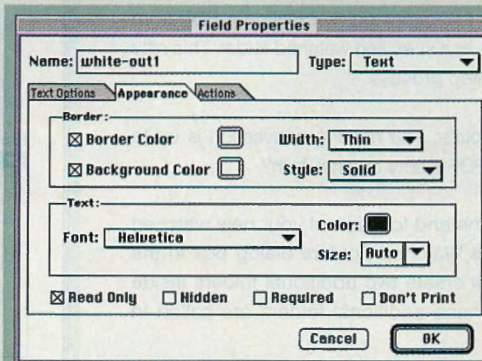 Field Properties
Name: white-out1 Type: Text
Text Options Appearance Actions
Border:
Border Color Width: Thin
Background Color Style: Solid
Text:
Font: Helvetica Color:
Size: Auto
Read Only Hidden Required Don't Print
Cancel OK